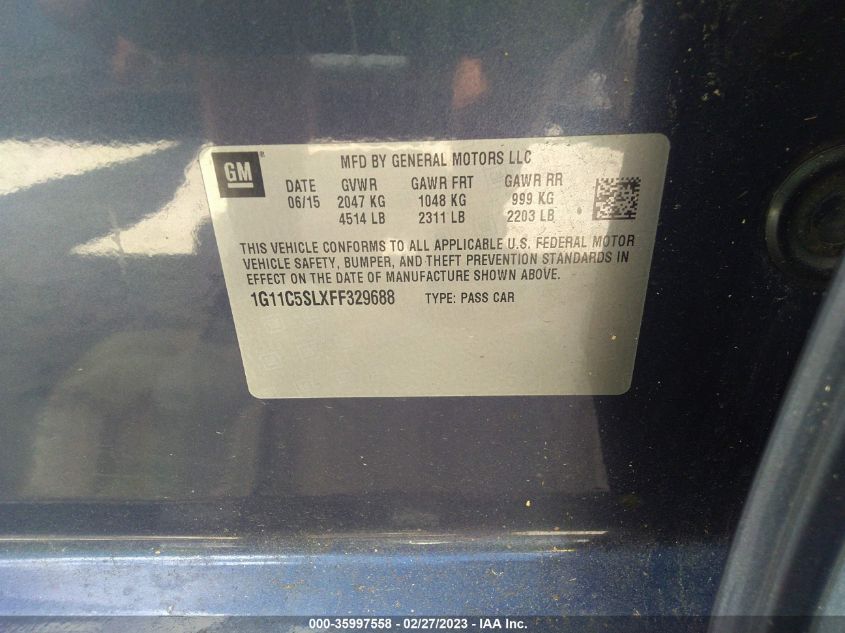 GM
MFD BY GENERAL MOTORS LLC
DATE GVWR GAWR FRT GAWR RR
06/15 2047 KG 1048 KG 999 KG
4514 LB 2311 LB 2203 LB
THIS VEHICLE CONFORMS TO ALL APPLICABLE U.S. FEDERAL MOTOR
VEHICLE SAFETY, BUMPER, AND THEFT PREVENTION STANDARDS IN
EFFECT ON THE DATE OF MANUFACTURE SHOWN ABOVE.
1G11C5SLXFF329688 TYPE: PASS CAR
000-35997558 - 02/27/2023 - IAA Inc.